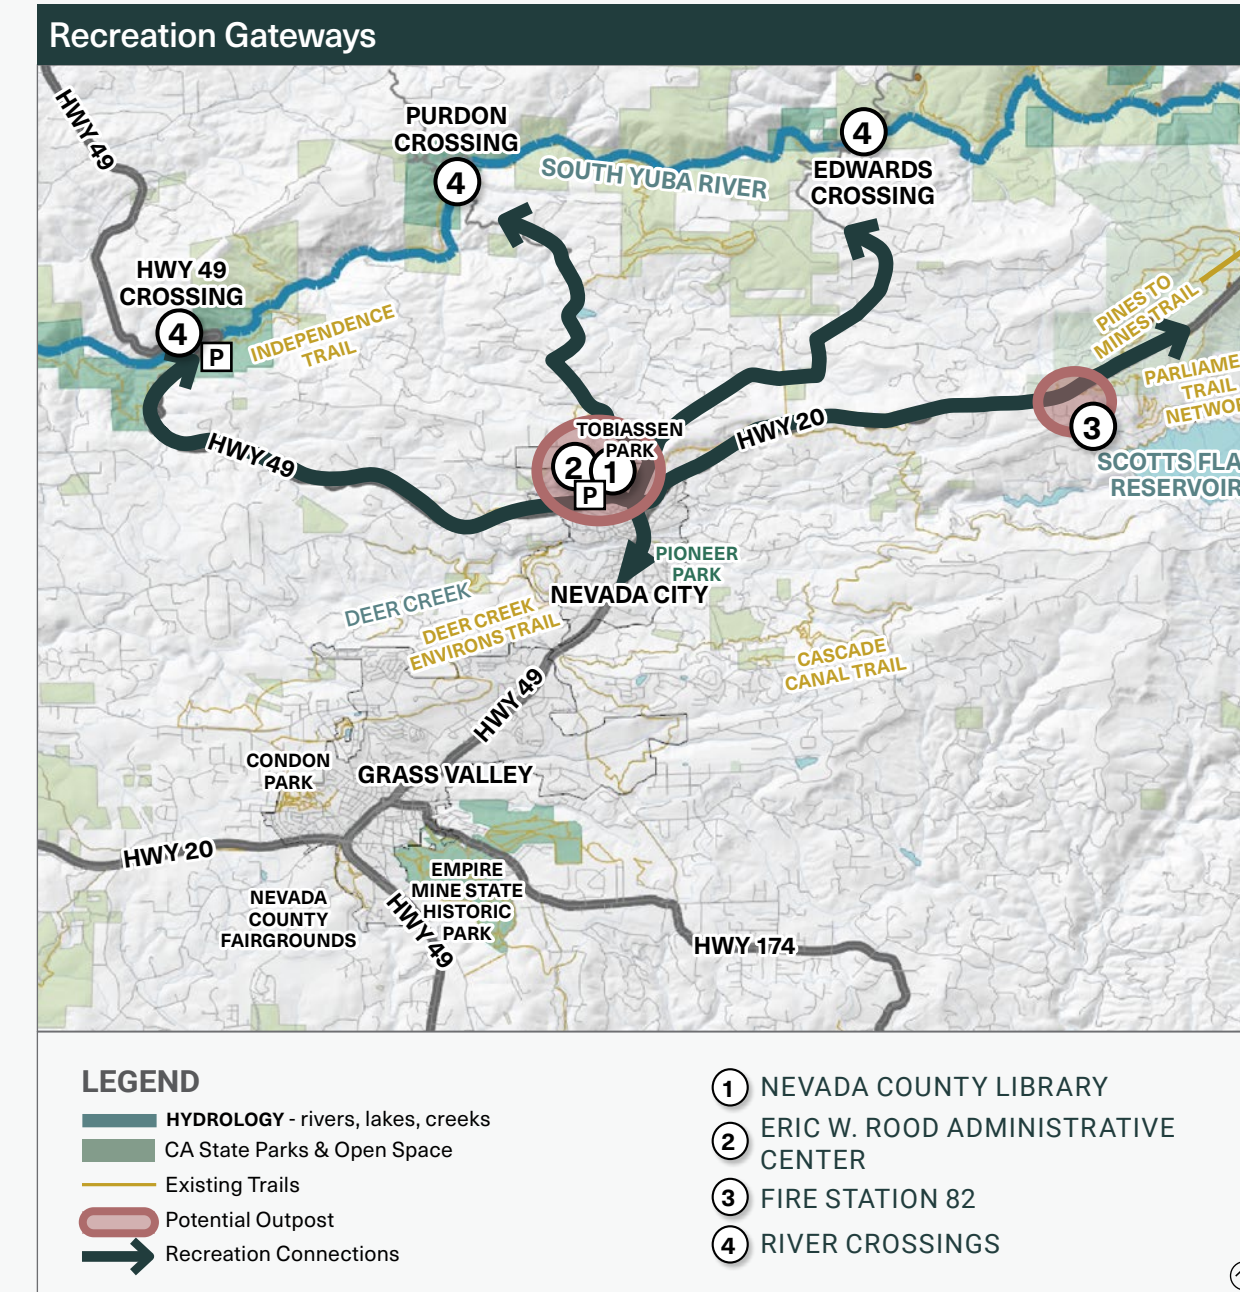 Recreation Gateways
HWY 49
PURDON
CROSSING
4
SOUTH YUBA RIVER
4
EDWARDS
CROSSING
HWY 49
CROSSING
4
P
INDEPENDENCE
TRAIL
PINES TO
MINES TRAIL
PARLIAME
TRAIL
NETWOR
HWY 20
3
SCOTTS FLA
RESERVOIR
TOBIASSEN
PARK
2
1
P
HWY 49
PIONEER
PARK
NEVADA CITY
DEER CREEK
DEER CREEK
ENVIRONS TRAIL
CASCADE
CANAL TRAIL
HWY 49
CONDON
PARK
GRASS VALLEY
HWY 20
EMPIRE
MINE STATE
HISTORIC
PARK
NEVADA
COUNTY
FAIRGROUNDS
HWY 49
HWY 174
LEGEND
HYDROLOGY - rivers, lakes, creeks
CA State Parks & Open Space
Existing Trails
Potential Outpost
Recreation Connections
1 NEVADA COUNTY LIBRARY
2 ERIC W. ROOD ADMINISTRATIVE
CENTER
3 FIRE STATION 82
4 RIVER CROSSINGS